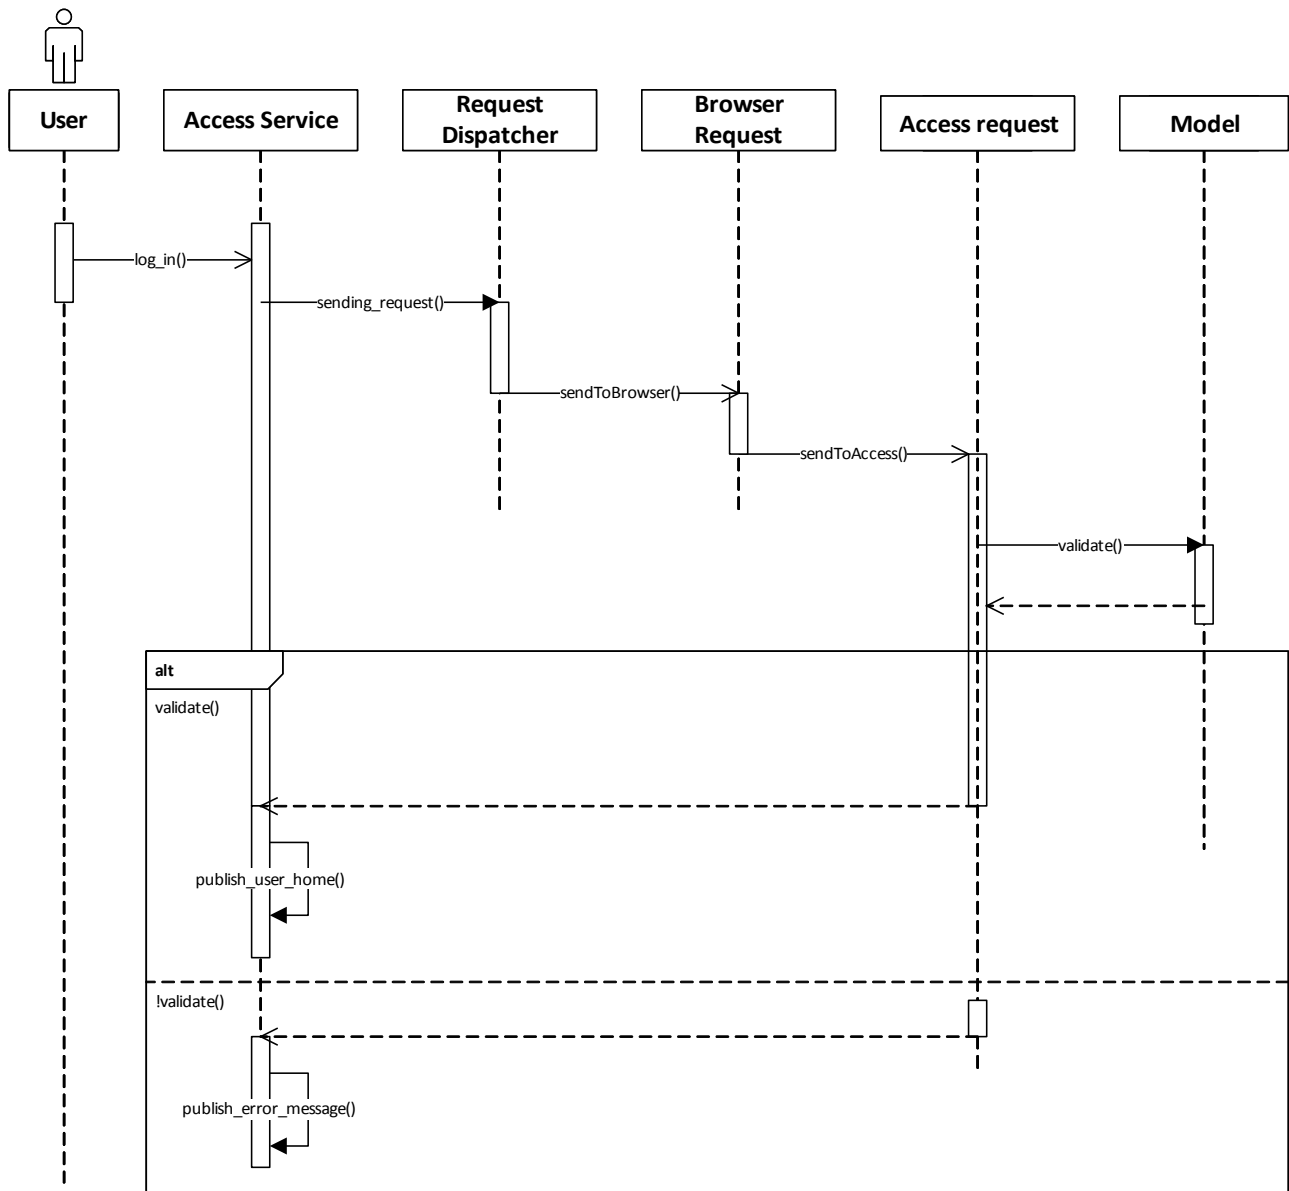 User
Access Service
Request
Dispatcher
Browser
Request
Access request
Model
log_in()
sending_request()
sendToBrowser()
sendToAccess()
validate()
alt
validate()
publish_user_home()
!validate()
publish_error_message()